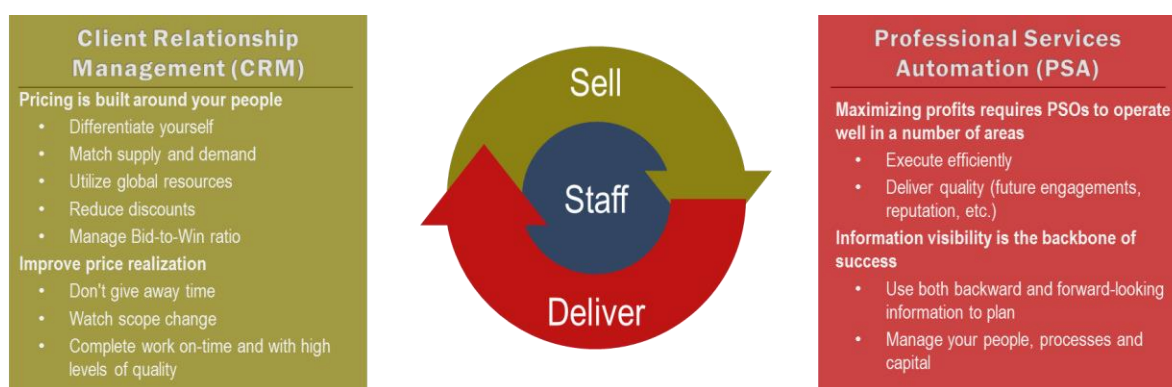 Client Relationship
Management (CRM)
Pricing is built around your people
• Differentiate yourself
• Match supply and demand
• Utilize global resources
• Reduce discounts
• Manage Bid-to-Win ratio
Improve price realization
• Don't give away time
• Watch scope change
• Complete work on-time and with high
levels of quality
Sell
Staff
Deliver
Professional Services
Automation (PSA)
Maximizing profits requires PSOs to operate
well in a number of areas
• Execute efficiently
• Deliver quality (future engagements,
reputation, etc.)
Information visibility is the backbone of
success
• Use both backward and forward-looking
information to plan
• Manage your people, processes and
capital